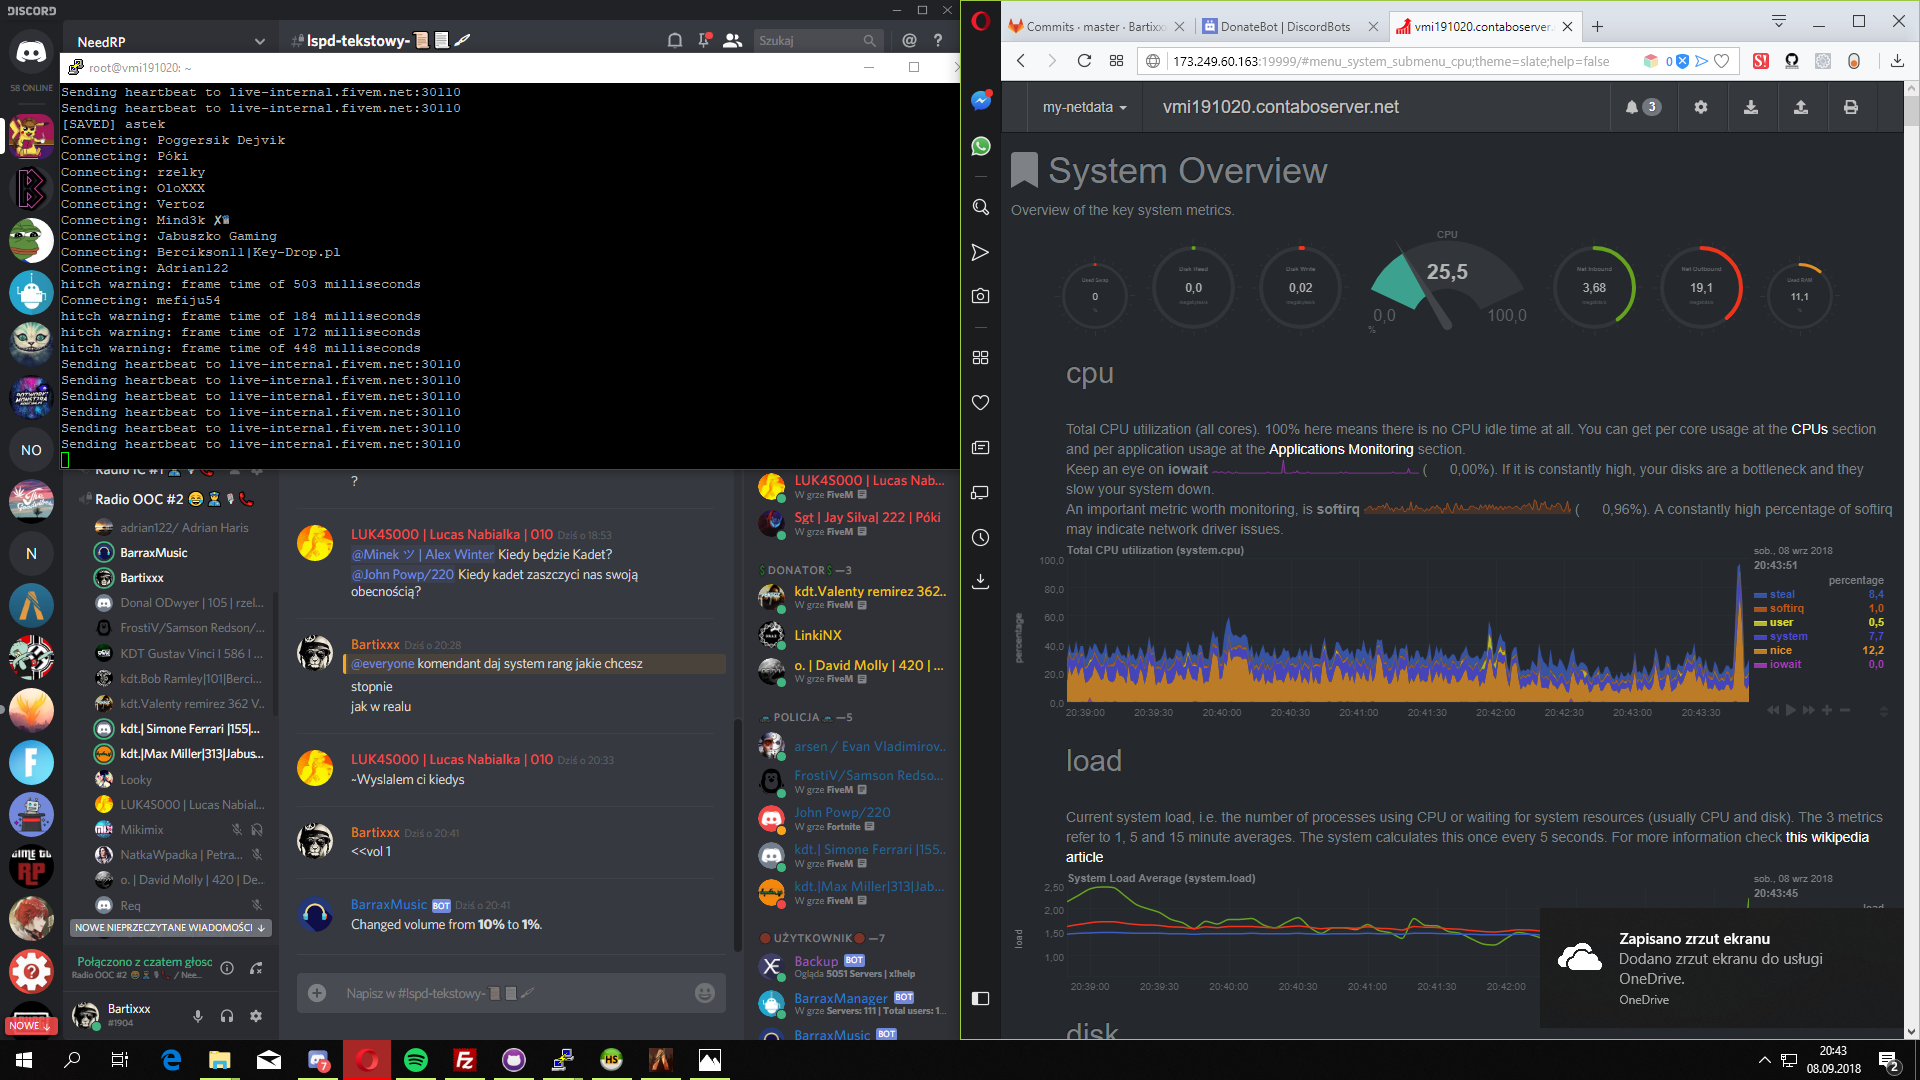 DISCORD
58 ONLINE
NO
N
NOWE
NeedRP
lspd-tekstowy-
Szukaj
root@vmi191020: ~
Sending heartbeat to live-internal.fivem.net:30110
Sending heartbeat to live-internal.fivem.net:30110
[SAVED] astek
Connecting: Poggersik Dejvik
Connecting: Póki
Connecting: rzelky
Connecting: OloXXX
Connecting: Vertoz
Connecting: Mind3k
Connecting: Jabuszko Gaming
Connecting: Bercikson11|Key-Drop.pl
Connecting: Adrian122
hitch warning: frame time of 503 milliseconds
Connecting: mefiju54
hitch warning: frame time of 184 milliseconds
hitch warning: frame time of 172 milliseconds
hitch warning: frame time of 448 milliseconds
Sending heartbeat to live-internal.fivem.net:30110
Sending heartbeat to live-internal.fivem.net:30110
Sending heartbeat to live-internal.fivem.net:30110
Sending heartbeat to live-internal.fivem.net:30110
Sending heartbeat to live-internal.fivem.net:30110
Sending heartbeat to live-internal.fivem.net:30110
Radio IC #1
Radio OOC #2
adrian122/ Adrian Haris
BarraxMusic
Bartixxx
Donal ODwyer | 105 | rzel...
FrostiV/Samson Redson/...
KDT Gustav Vinci I 586 I ...
kdt.Bob Ramley|101|Berci...
kdt.Valenty remirez 362 V...
kdt.| Simone Ferrari |155|...
kdt.|Max Miller|313|Jabus...
Looky
LUK4S000 | Lucas Nabial...
Mikimix
NatkaWpadka | Petra...
o. | David Molly | 420 | De...
Req
NOWE NIEPRZECZYTANE WIADOMOŚCI
Połączono z czatem głosc
Radio OOC #2 / Nee...
Bartixxx
#1904
?
LUK4S000 | Lucas Nabialka | 010 Dziś o 18:53
@Minek ツ | Alex Winter Kiedy będzie Kadet?
@John Powp/220 Kiedy kadet zaszczyci nas swoją
obecnością?
Bartixxx Dziś o 20:28
@everyone komendant daj system rang jakie chcesz
stopnie
jak w realu
LUK4S000 | Lucas Nabialka | 010 Dziś o 20:33
~Wyslalem ci kiedys
Bartixxx Dziś o 20:41
<<vol 1
BarraxMusic BOT Dziś o 20:41
Changed volume from 10% to 1%.
Napisz w #lspd-tekstowy-
LUK4S000 | Lucas Nab...
W grze FiveM
Sgt | Jay Silva| 222 | Póki
W grze FiveM
DONATOR—3
kdt.Valenty remirez 362...
W grze FiveM
LinkiNX
o. | David Molly | 420 | ...
W grze FiveM
POLICJA—5
arsen / Evan Vladimirov...
FrostiV/Samson Redso...
W grze FiveM
John Powp/220
W grze Fortnite
kdt.| Simone Ferrari |155...
W grze FiveM
kdt.|Max Miller|313|Jab...
W grze FiveM
UŻYTKOWNIK—7
Backup BOT
Ogląda 5051 Servers | x!help
BarraxManager BOT
W grze Servers: 111 | Total users: 1...
BarraxMusic BOT
Commits · master · Bartixx
DonateBot | DiscordBots
vmi191020.contaboserver.
173.249.60.163:19999/#menu_system_submenu_cpu;theme=slate;help=false
0
my-netdata
vmi191020.contaboserver.net
3
System Overview
Overview of the key system metrics.
Used Swap
0
%
Disk Read
0,0
megabytes/s
Disk Write
0,02
megabytes/s
CPU
25,5
0,0
100,0
%
Net Inbound
3,68
megabits/s
Net Outbound
19,1
megabits/s
Used RAM
11,1
%
cpu
Total CPU utilization (all cores). 100% here means there is no CPU idle time at all. You can get per core usage at the CPUs section
and per application usage at the Applications Monitoring section.
Keep an eye on iowait ( 0,00%). If it is constantly high, your disks are a bottleneck and they
slow your system down.
An important metric worth monitoring, is softirq ( 0,96%). A constantly high percentage of softirq
may indicate network driver issues.
Total CPU utilization (system.cpu)
sob., 08 wrz 2018
20:43:51
percentage
steal 8,4
softirq 1,0
user 0,5
system 7,7
nice 12,2
iowait 0,0
percentage
100,0
80,0
60,0
40,0
20,0
0,0
20:39:00 20:39:30 20:40:00 20:40:30 20:41:00 20:41:30 20:42:00 20:42:30 20:43:00 20:43:30
load
Current system load, i.e. the number of processes using CPU or waiting for system resources (usually CPU and disk). The 3 metrics
refer to 1, 5 and 15 minute averages. The system calculates this once every 5 seconds. For more information check this wikipedia
article
System Load Average (system.load)
sob., 08 wrz 2018
20:43:45
load
load
2,50
2,00
1,50
1,00
20:39:00 20:39:30 20:40:00 20:40:30 20:41:00 20:41:30 20:42:00
disk
Zapisano zrzut ekranu
Dodano zrzut ekranu do usługi
OneDrive.
OneDrive
7
20:43
08.09.2018
2